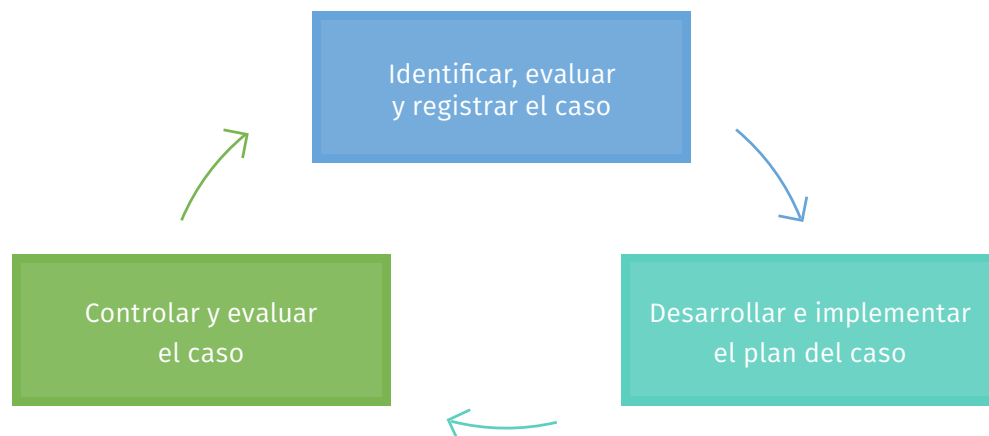 Identificar, evaluar
y registrar el caso
Controlar y evaluar
el caso
Desarrollar e implementar
el plan del caso